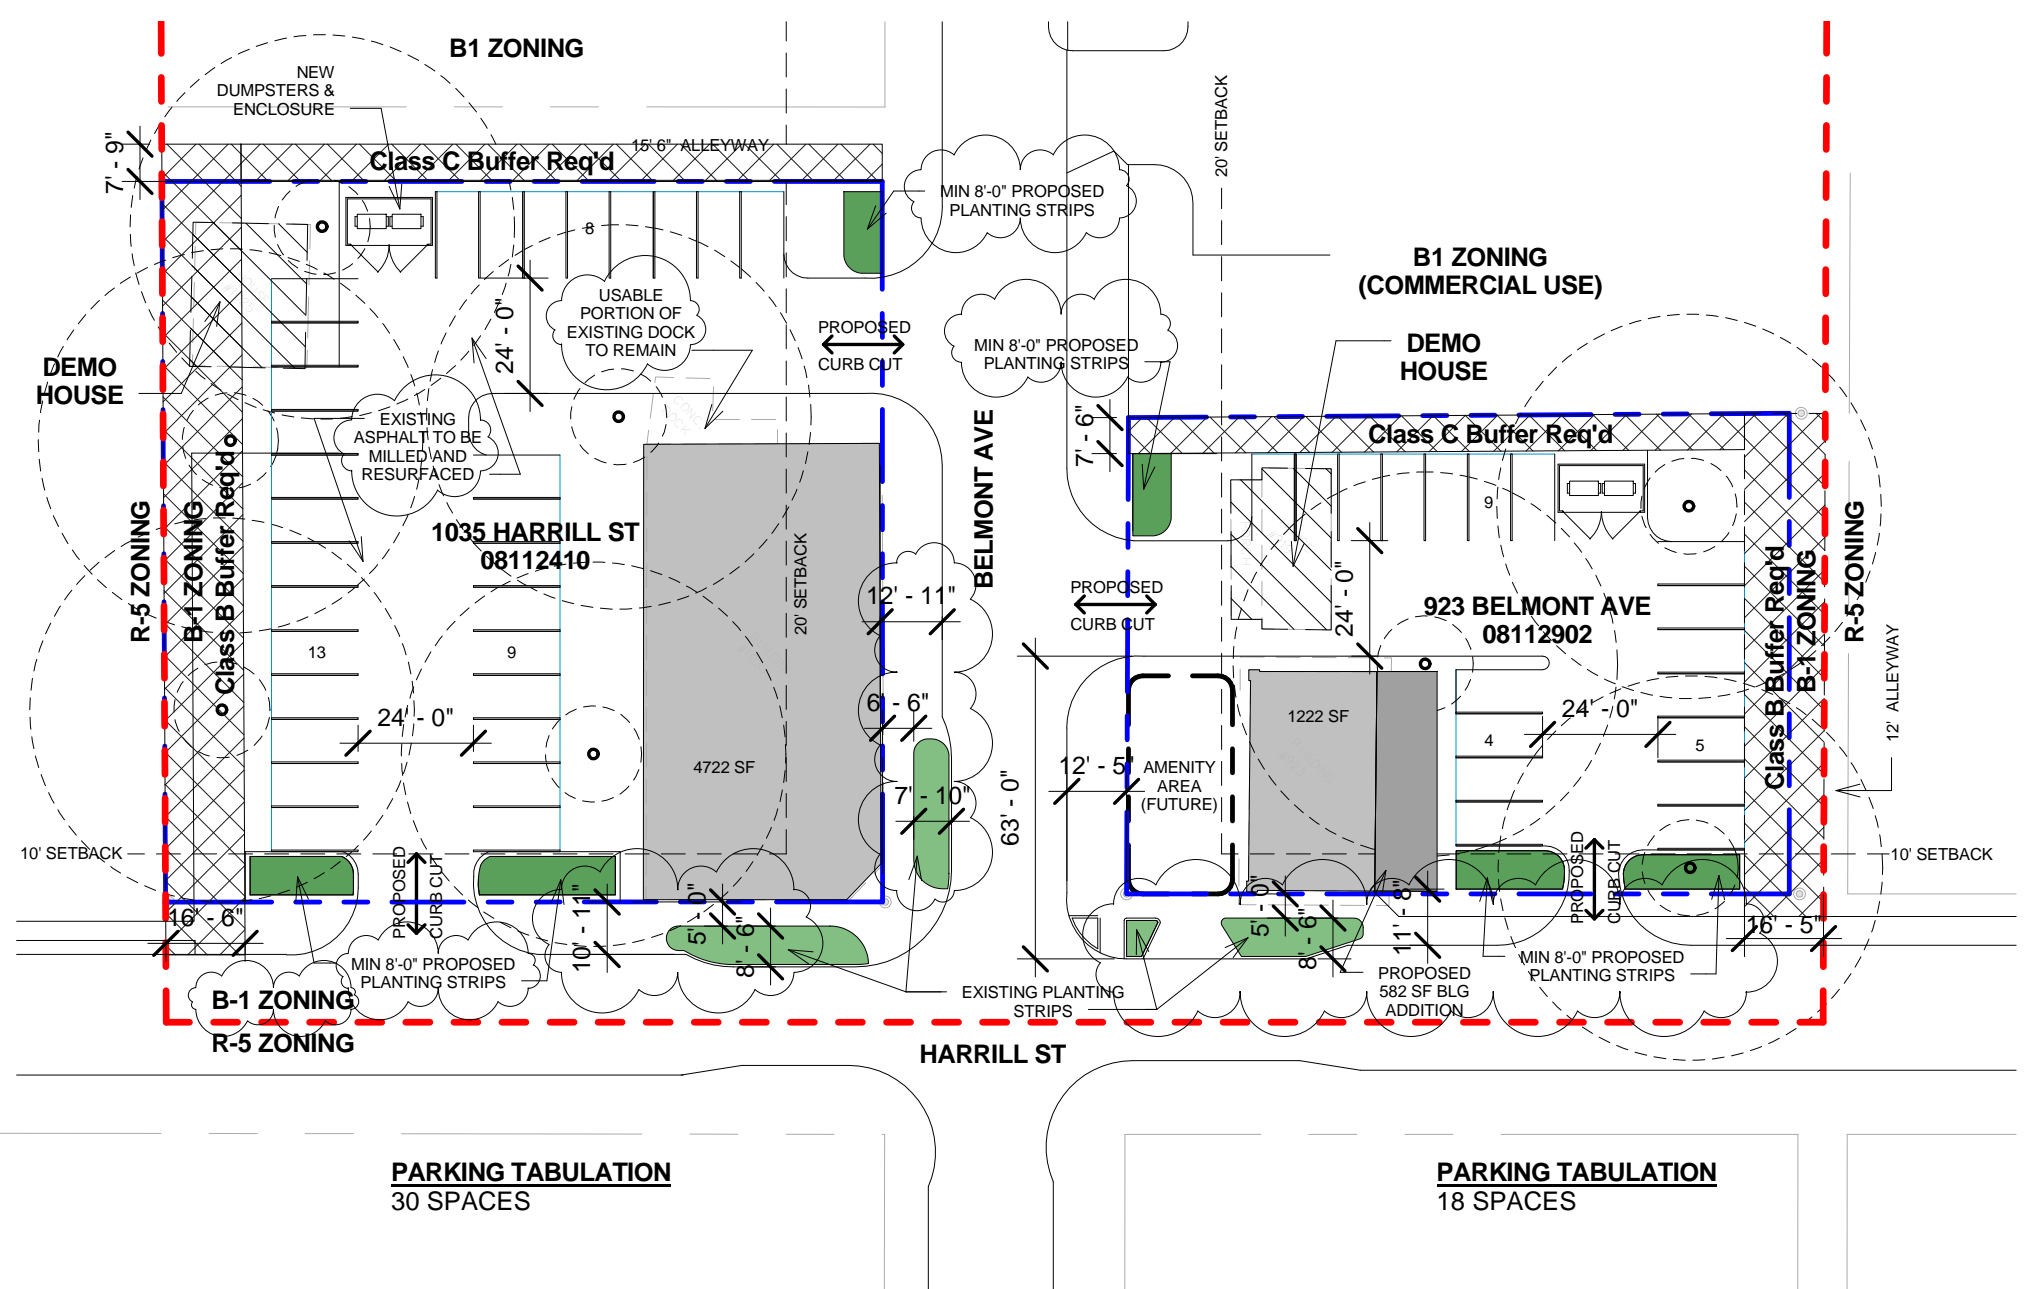 B1 ZONING
NEW
DUMPSTERS &
ENCLOSURE
7' - 9"
15' 6" ALLEYWAY
Class C Buffer Req'd
20' SETBACK
MIN 8'-0" PROPOSED
PLANTING STRIPS
8
B1 ZONING
(COMMERCIAL USE)
USABLE
PORTION OF
EXISTING DOCK
TO REMAIN
24' - 0"
PROPOSED
CURB CUT
MIN 8'-0" PROPOSED
PLANTING STRIPS
DEMO
HOUSE
DEMO
HOUSE
CONC
DOCK
EXISTING
ASPHALT TO BE
MILLED AND
RESURFACED
7' - 6"
Class C Buffer Req'd
BELMONT AVE
R-5 ZONING
B-1 ZONING
Class B Buffer Req'd
1035 HARRILL ST
08112410
20' SETBACK
9
12' - 11"
PROPOSED
CURB CUT
24' - 0"
923 BELMONT AVE
08112902
Class B Buffer Req'd
B-1 ZONING
R-5 ZONING
12' ALLEYWAY
13
9
24' - 0"
6' - 6"
4722 SF
7' - 10"
63' - 0"
12' - 5"
AMENITY
AREA
(FUTURE)
1222 SF
4
24' - 0"
5
10' SETBACK
PROPOSED
CURB CUT
10' - 11"
5' - 0"
8' - 6"
5' - 0"
8' - 6"
11' - 8"
PROPOSED
CURB CUT
10' SETBACK
16' - 6"
16' - 5"
MIN 8'-0" PROPOSED
PLANTING STRIPS
EXISTING PLANTING
STRIPS
PROPOSED
582 SF BLG
ADDITION
MIN 8'-0" PROPOSED
PLANTING STRIPS
B-1 ZONING
R-5 ZONING
HARRILL ST
PARKING TABULATION
30 SPACES
PARKING TABULATION
18 SPACES